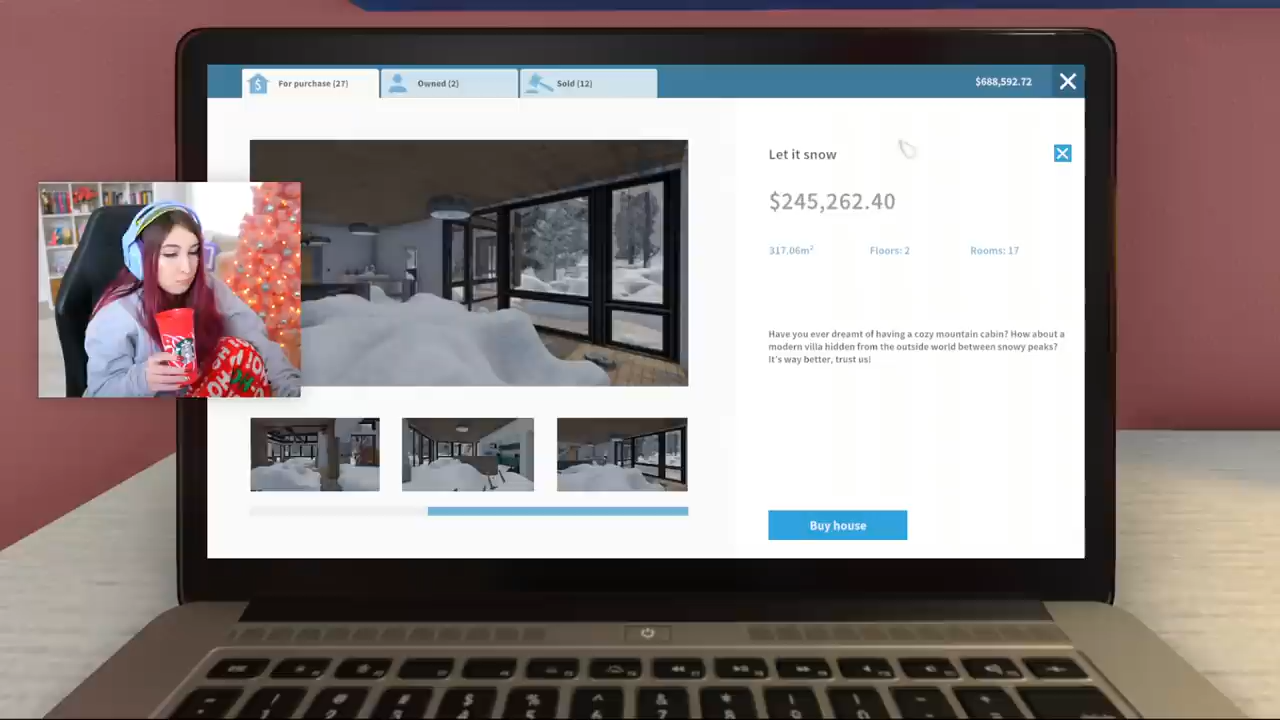 For purchase (27)
Owned (2)
Sold (12)
$688,592.72
Let it snow
$245,262.40
317.06m²
Floors: 2
Rooms: 17
Have you ever dreamt of having a cozy mountain cabin? How about a
modern villa hidden from the outside world between snowy peaks?
It's way better, trust us!
Buy house